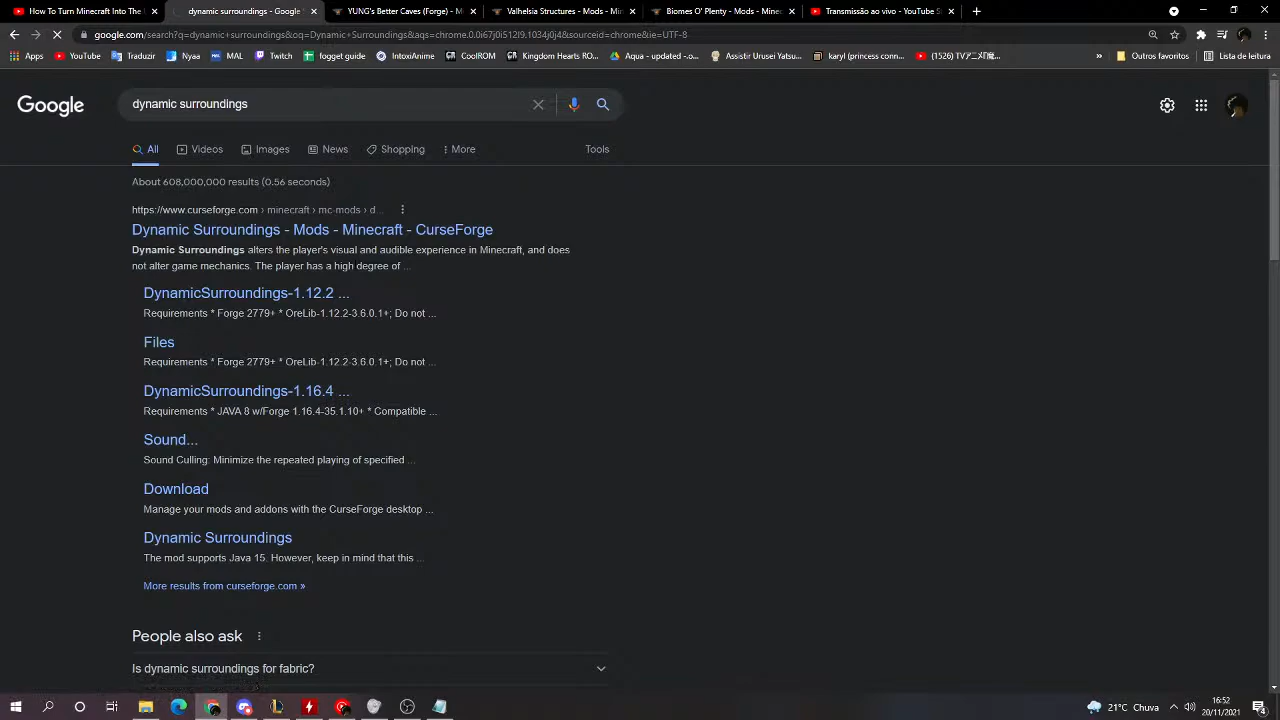 How To Turn Minecraft Into The
dynamic surroundings - Google
YUNG's Better Caves (Forge) - M
Valhelsia Structures - Mods - Min
Biomes O' Plenty - Mods - Minec
Transmissão ao vivo - YouTube S
google.com/search?q=dynamic+surroundings&oq=Dynamic+Surroundings&aqs=chrome.0.0i67j0i512l9.1034j0j4&sourceid=chrome&ie=UTF-8
Apps
YouTube
Traduzir
Nyaa
MAL
Twitch
fogget guide
IntoxiAnime
CoolROM
Kingdom Hearts RO...
Aqua - updated -...
Assistir Urusei Yatsu...
karyl (princess conn...
(1526) TVアニメ
»
Outros favoritos
Lista de leitura
Google
dynamic surroundings
All
Videos
Images
News
Shopping
More
Tools
About 608,000,000 results (0.56 seconds)
https://www.curseforge.com › minecraft › mc-mods › d...
Dynamic Surroundings - Mods - Minecraft - CurseForge
Dynamic Surroundings alters the player's visual and audible experience in Minecraft, and does
not alter game mechanics. The player has a high degree of ...
DynamicSurroundings-1.12.2 ...
Requirements * Forge 2779+ * OreLib-1.12.2-3.6.0.1+; Do not ...
Files
Requirements * Forge 2779+ * OreLib-1.12.2-3.6.0.1+; Do not ...
DynamicSurroundings-1.16.4 ...
Requirements * JAVA 8 w/Forge 1.16.4-35.1.10+ * Compatible ...
Sound...
Sound Culling: Minimize the repeated playing of specified ...
Download
Manage your mods and addons with the CurseForge desktop ...
Dynamic Surroundings
The mod supports Java 15. However, keep in mind that this ...
More results from curseforge.com »
People also ask
Is dynamic surroundings for fabric?
21°C Chuva
16:52
20/11/2021